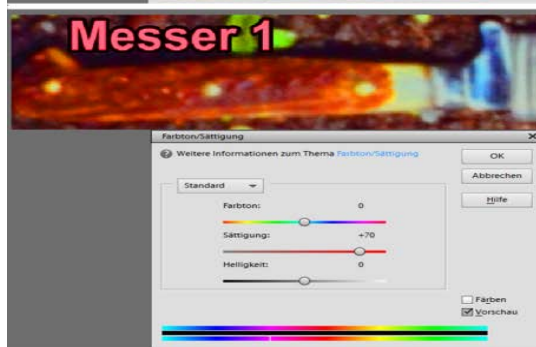 Messer 1
Farbton/Sättigung
Weitere Informationen zum Thema Farbton/Sättigung
OK
Abbrechen
Hilfe
Standard
Farbton: 0
Sättigung: +70
Helligkeit: 0
Färben
Vorschau